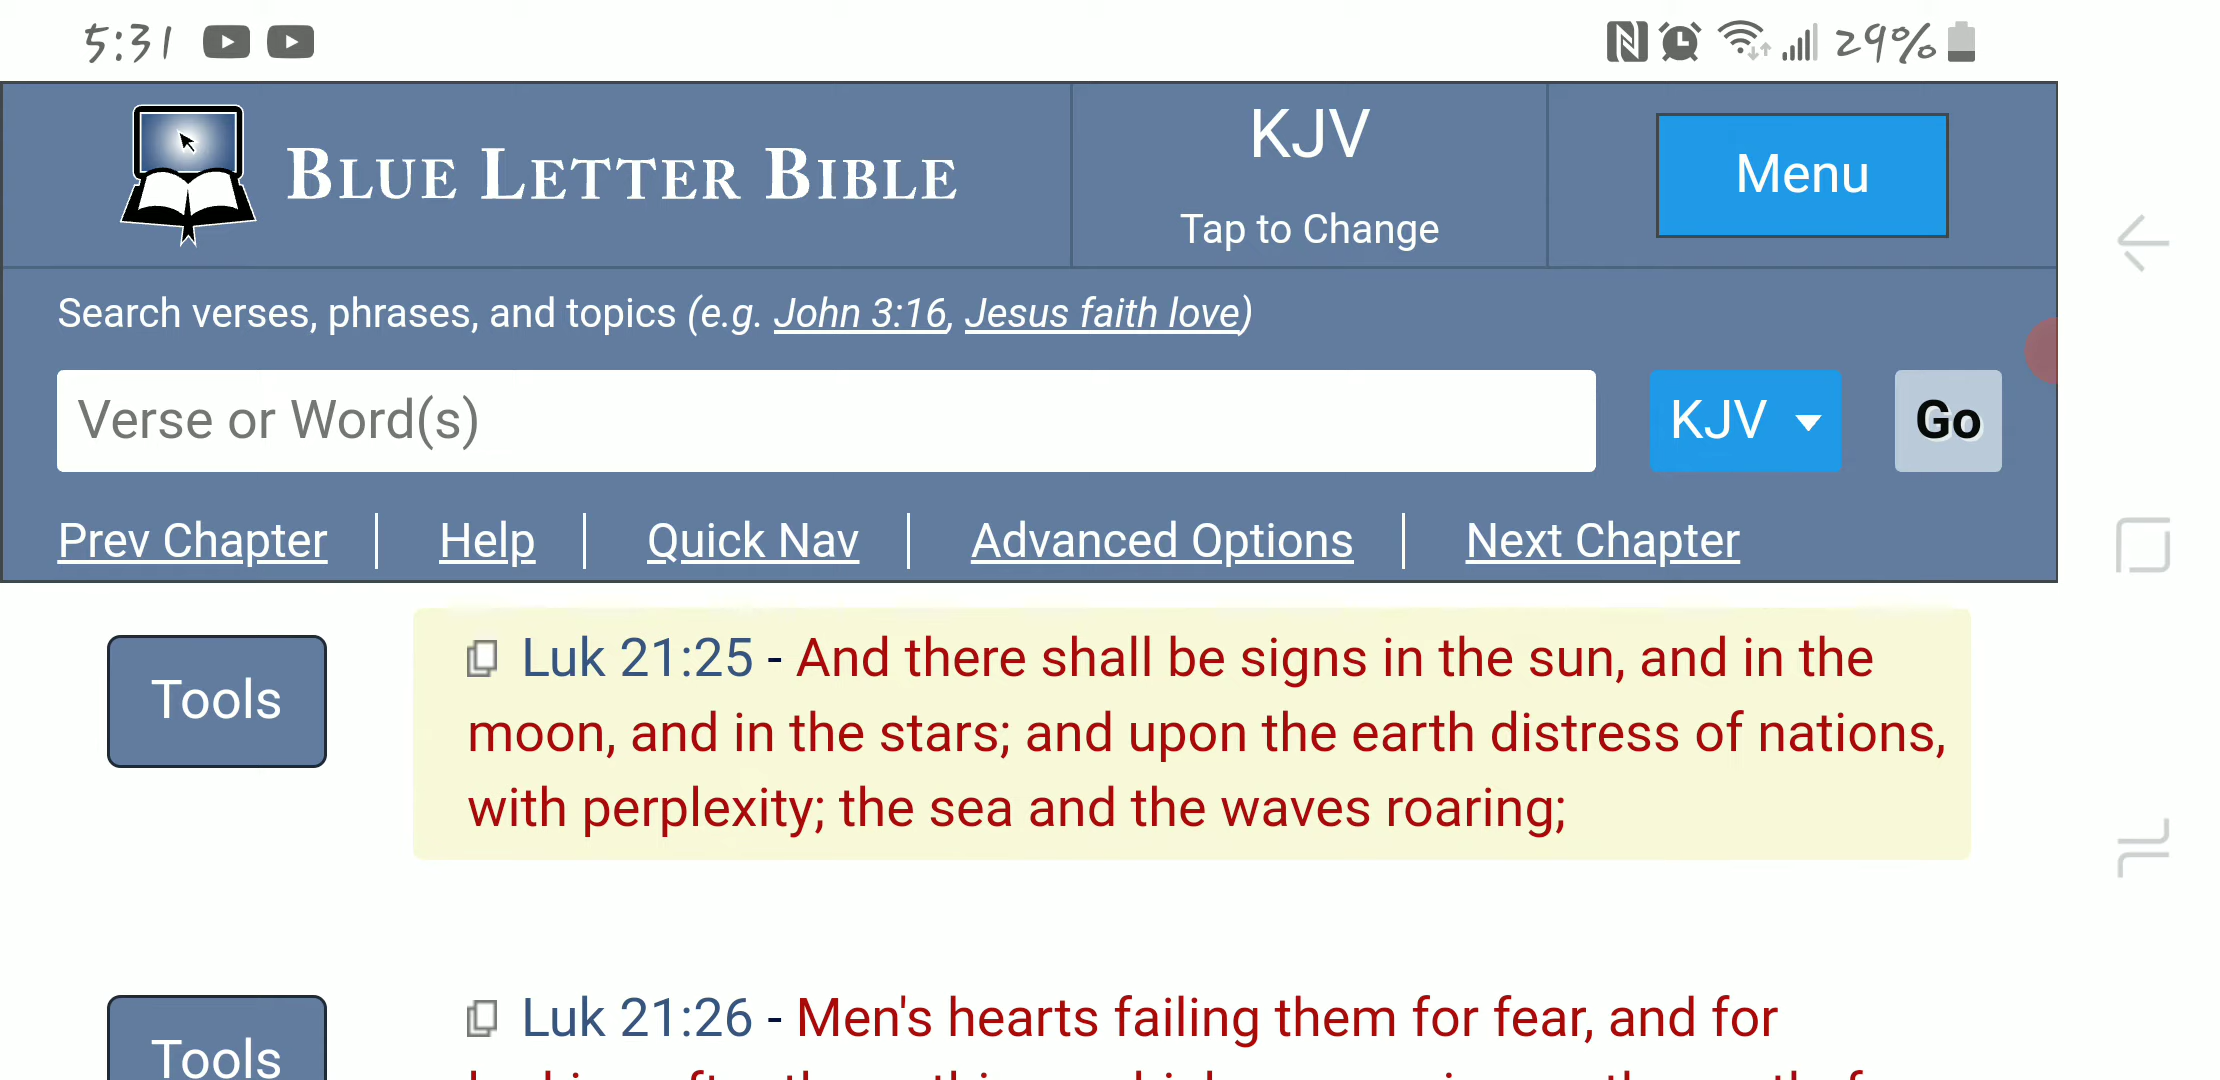 5:31 29%
BLUE LETTER BIBLE
KJV
Tap to Change
Menu
Search verses, phrases, and topics (e.g. John 3:16, Jesus faith love)
Verse or Word(s) KJV Go
Prev Chapter | Help | Quick Nav | Advanced Options | Next Chapter
Tools
Luk 21:25 - And there shall be signs in the sun, and in the
moon, and in the stars; and upon the earth distress of nations,
with perplexity; the sea and the waves roaring;
Tools
Luk 21:26 - Men's hearts failing them for fear, and for